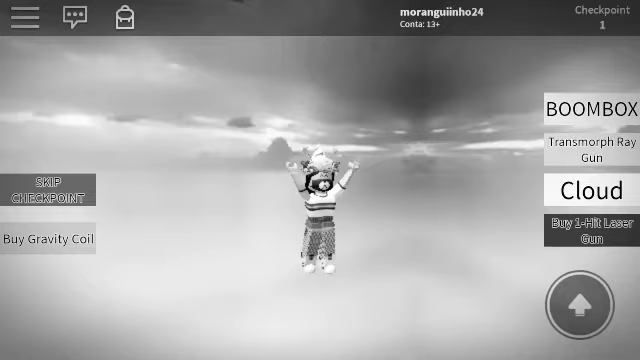 moranguiinho24
Conta: 13+
Checkpoint
1
BOOMBOX
Transmorph Ray
Gun
Cloud
Buy 1-Hit Laser
Gun
SKIP
CHECKPOINT
Buy Gravity Coil